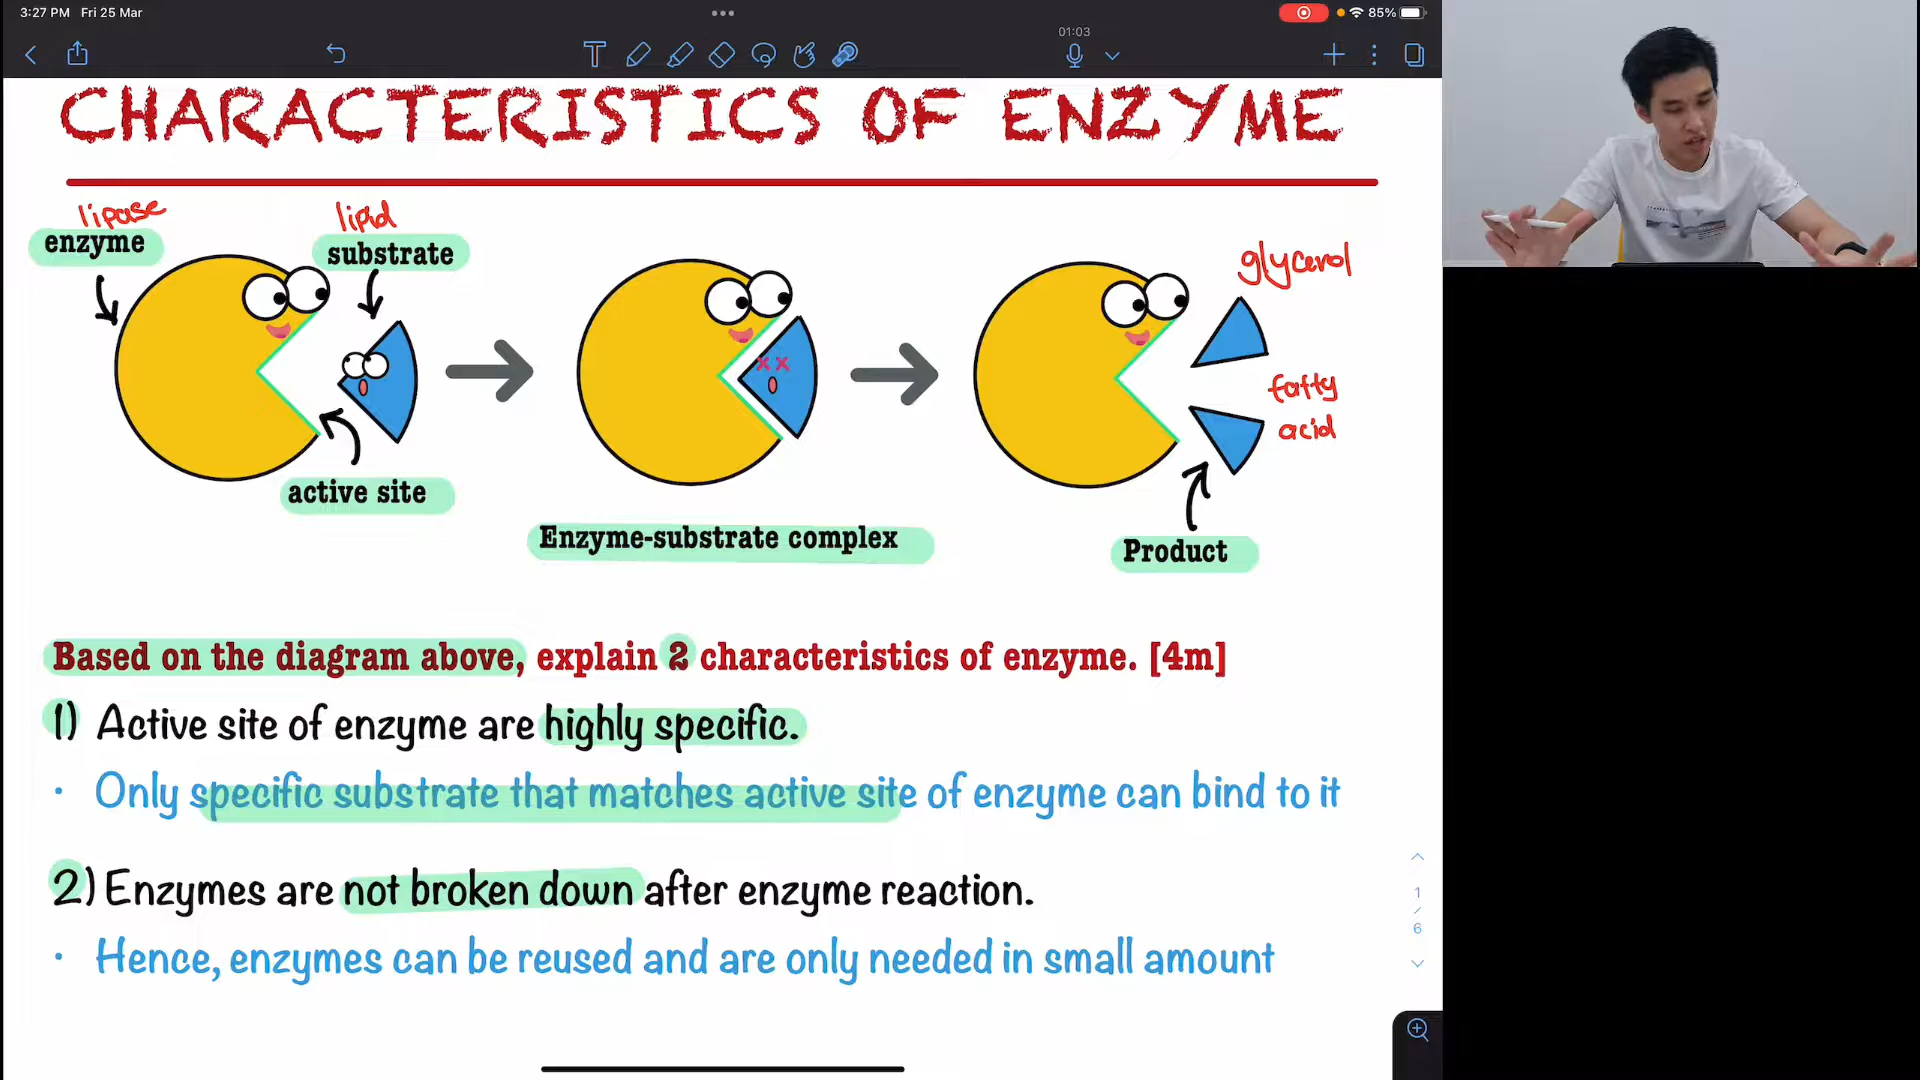 3:27 PM Fri 25 Mar
85%
01:03
CHARACTERISTICS OF ENZYME
lipase
enzyme
lipid
substrate
glycerol
fatty
acid
active site
Enzyme-substrate complex
Product
Based on the diagram above, explain 2 characteristics of enzyme. [4m]
1) Active site of enzyme are highly specific.
· Only specific substrate that matches active site of enzyme can bind to it
2) Enzymes are not broken down after enzyme reaction.
· Hence, enzymes can be reused and are only needed in small amount
1
/
6